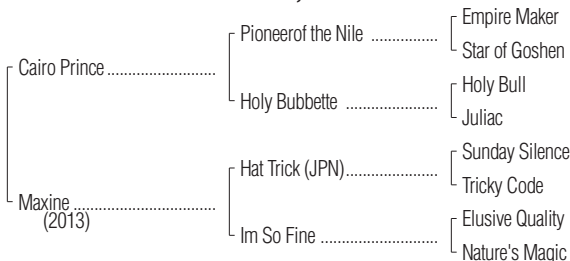 Empire Maker
Pioneerof the Nile ................
Star of Goshen
Cairo Prince ..........................
Holy Bull
Holy Bubbette ......................
Juliac
Sunday Silence
Hat Trick (JPN)......................
Tricky Code
Maxine ..................................
(2013)
Elusive Quality
Im So Fine ............................
Nature's Magic